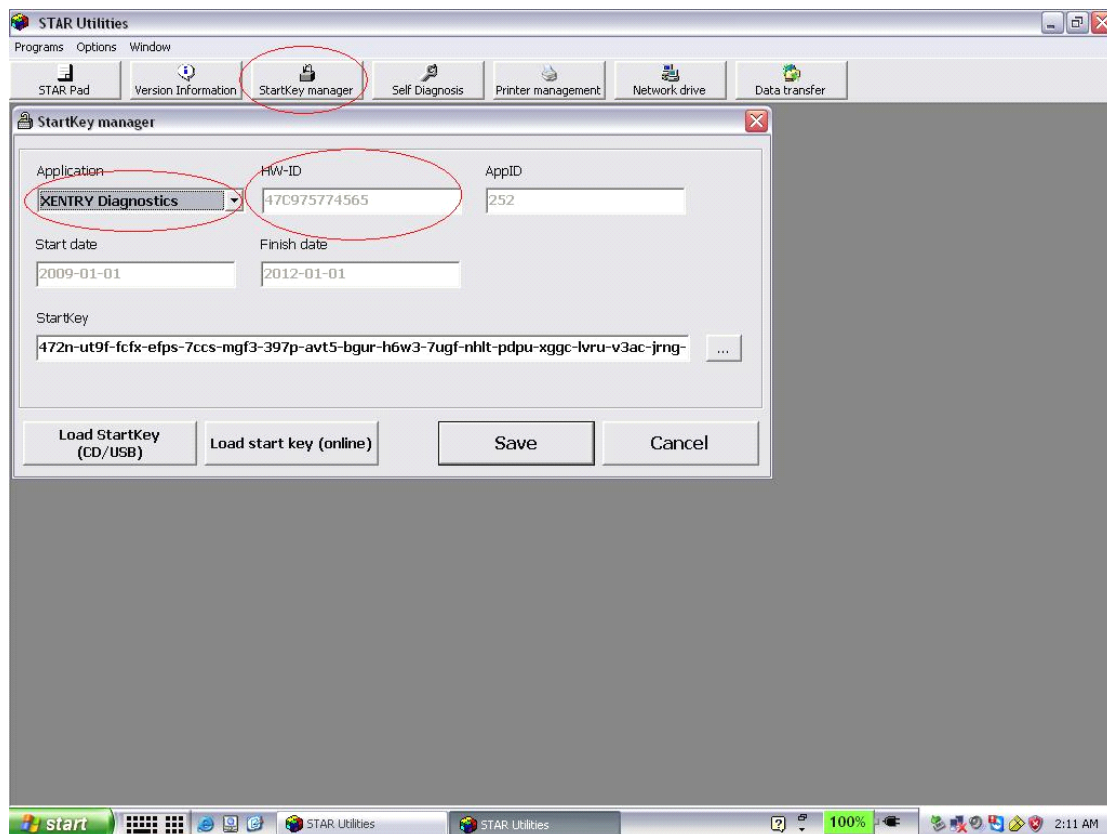 STAR Utilities
Programs Options Window
STAR Pad Version Information StartKey manager Self Diagnosis Printer management Network drive Data transfer
StartKey manager
Application HW-ID AppID
XENTRY Diagnostics 47C975774565 252
Start date Finish date
2009-01-01 2012-01-01
StartKey
472n-ut9f-fcfx-efps-7ccs-mgf3-397p-avt5-bgur-h6w3-7ugf-nhlt-pdpu-xggc-lvru-v3ac-jrng- ...
Load StartKey
(CD/USB) Load start key (online) Save Cancel
start STAR Utilities STAR Utilities 100% 2:11 AM